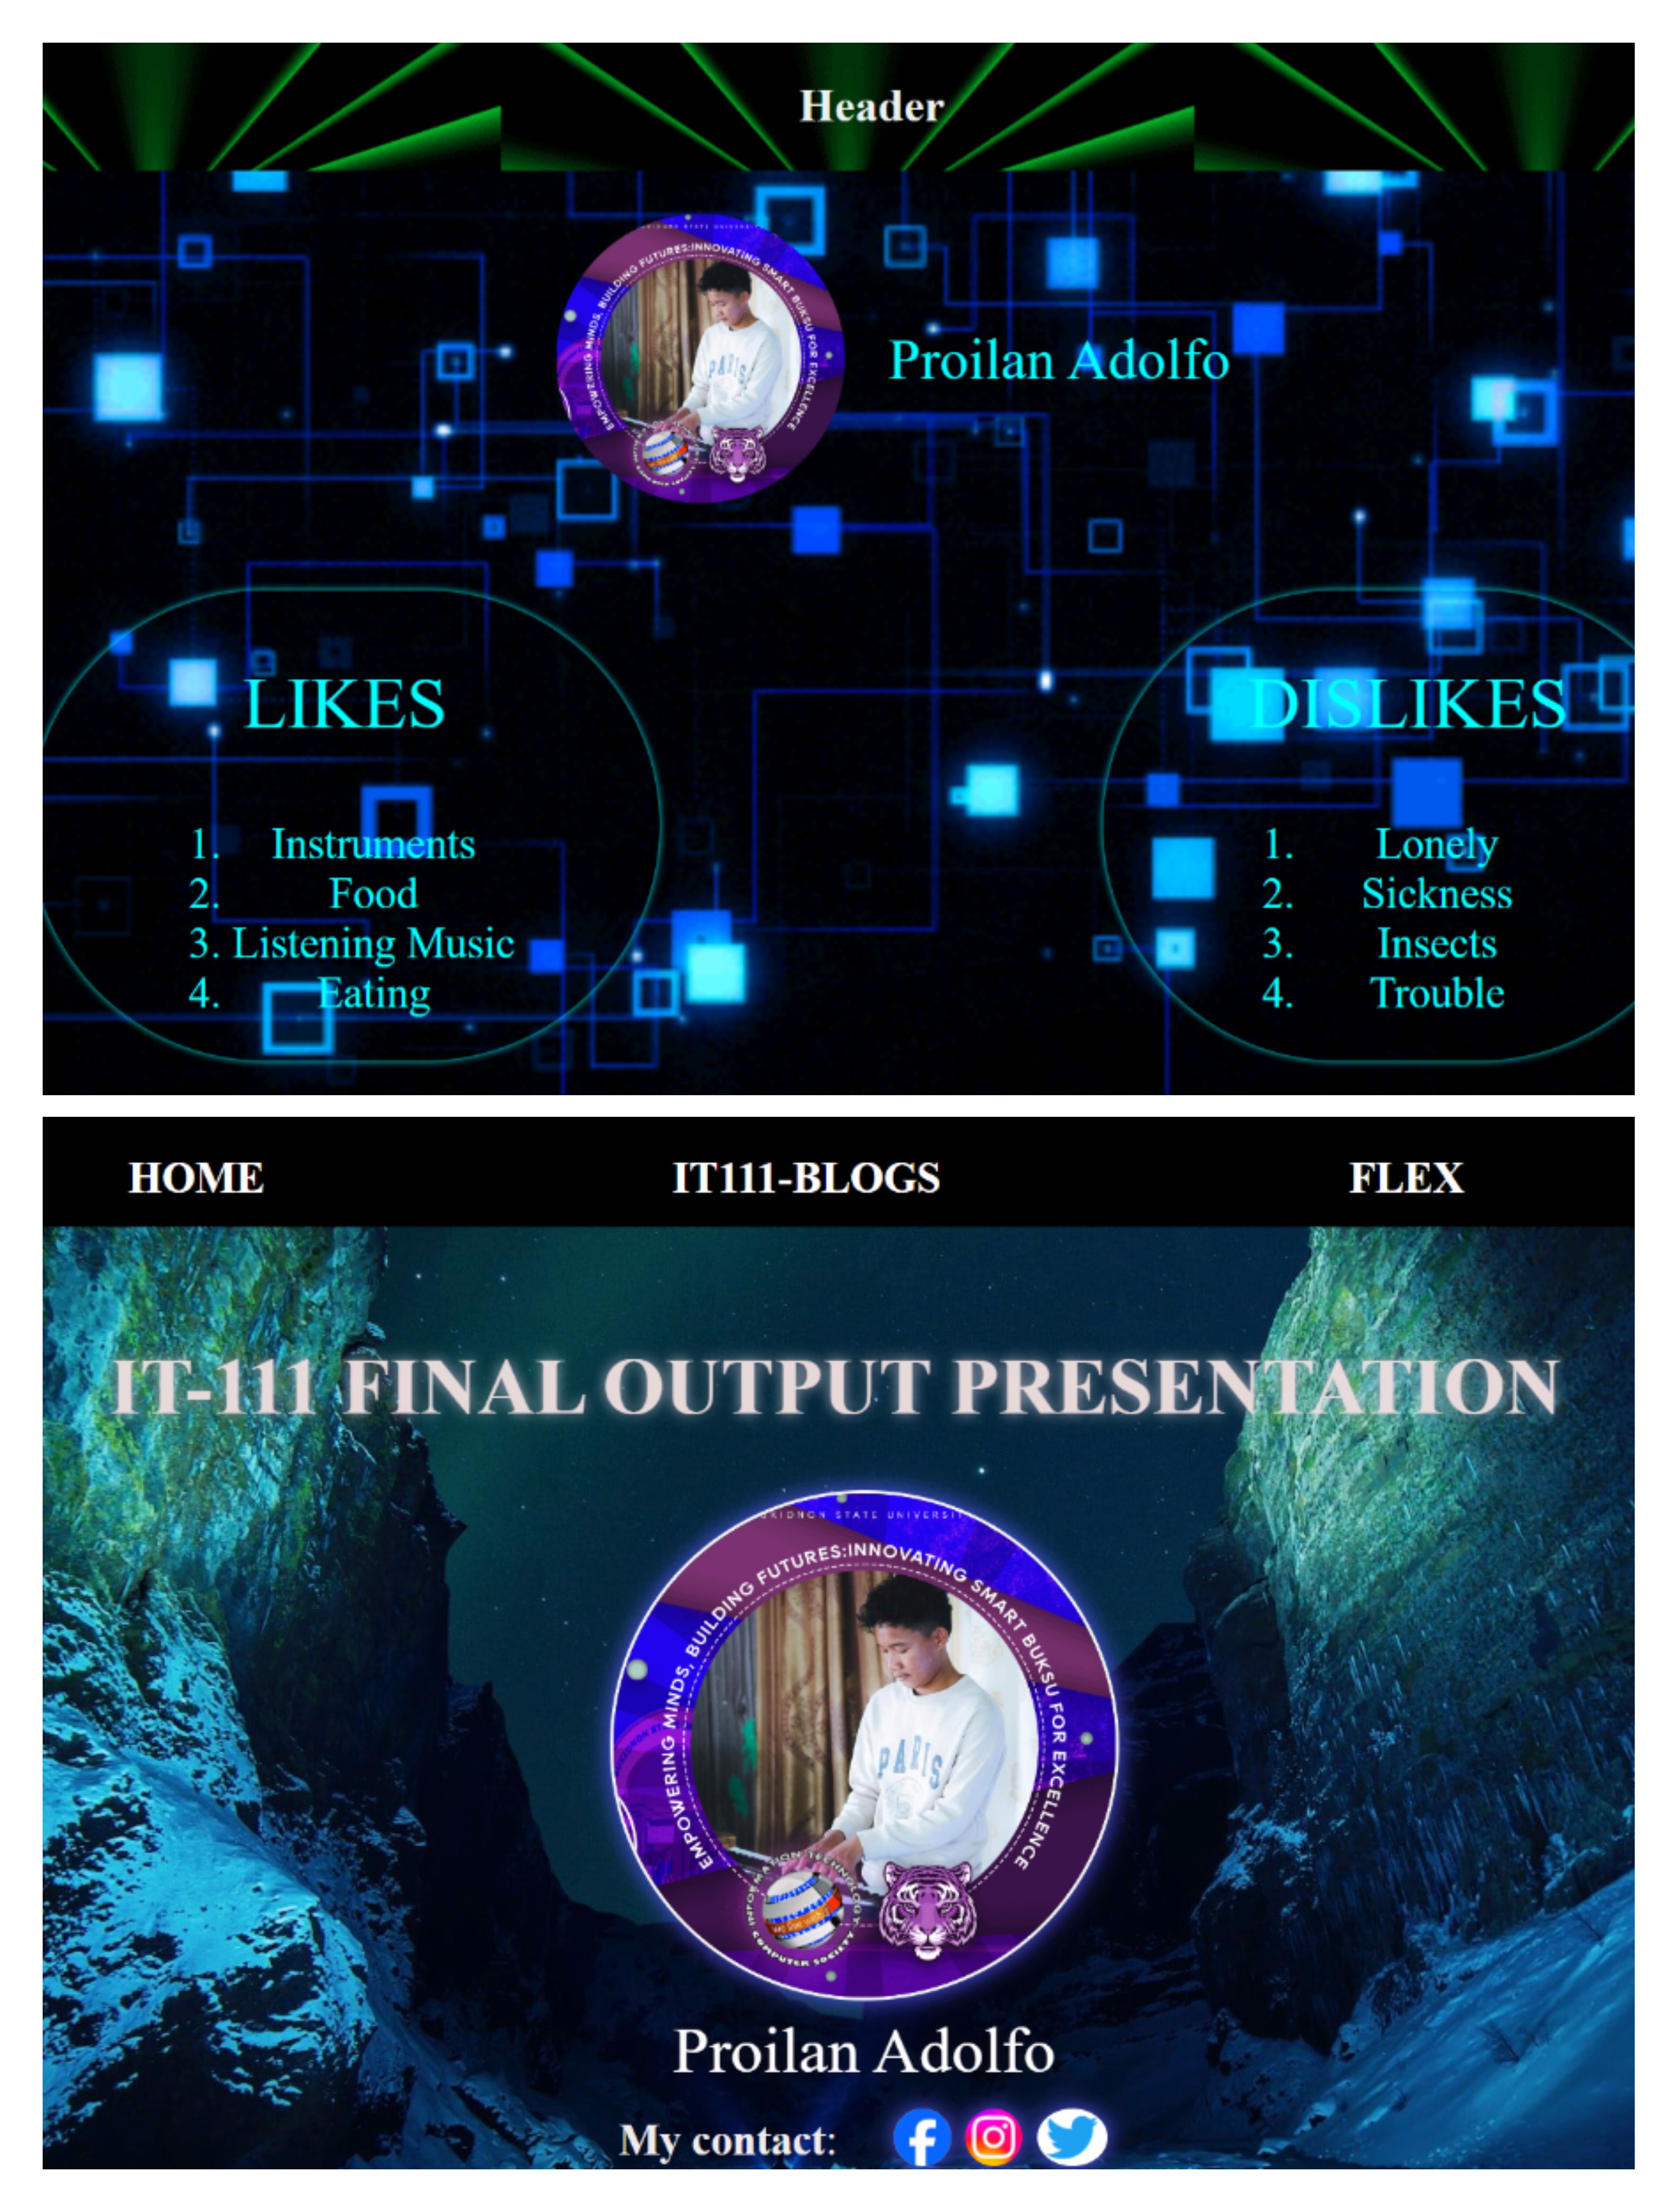 Header
EMPOWERING MINDS, BUILDING FUTURES:INNOVATING SMART BUKSU FOR EXCELLENCE
PARIS
Proilan Adolfo
LIKES
1. Instruments
2. Food
3. Listening Music
4. Eating
DISLIKES
1. Lonely
2. Sickness
3. Insects
4. Trouble
HOME
IT111-BLOGS
FLEX
IT-111 FINAL OUTPUT PRESENTATION
STATE
EMPOWERING MINDS, BUILDING FUTURES:INNOVATING SMART BUKSU FOR EXCELLENCE
PARIS
INFORMATION TECHNOLOGY
COMPUTER SOCIETY
Proilan Adolfo
My contact: